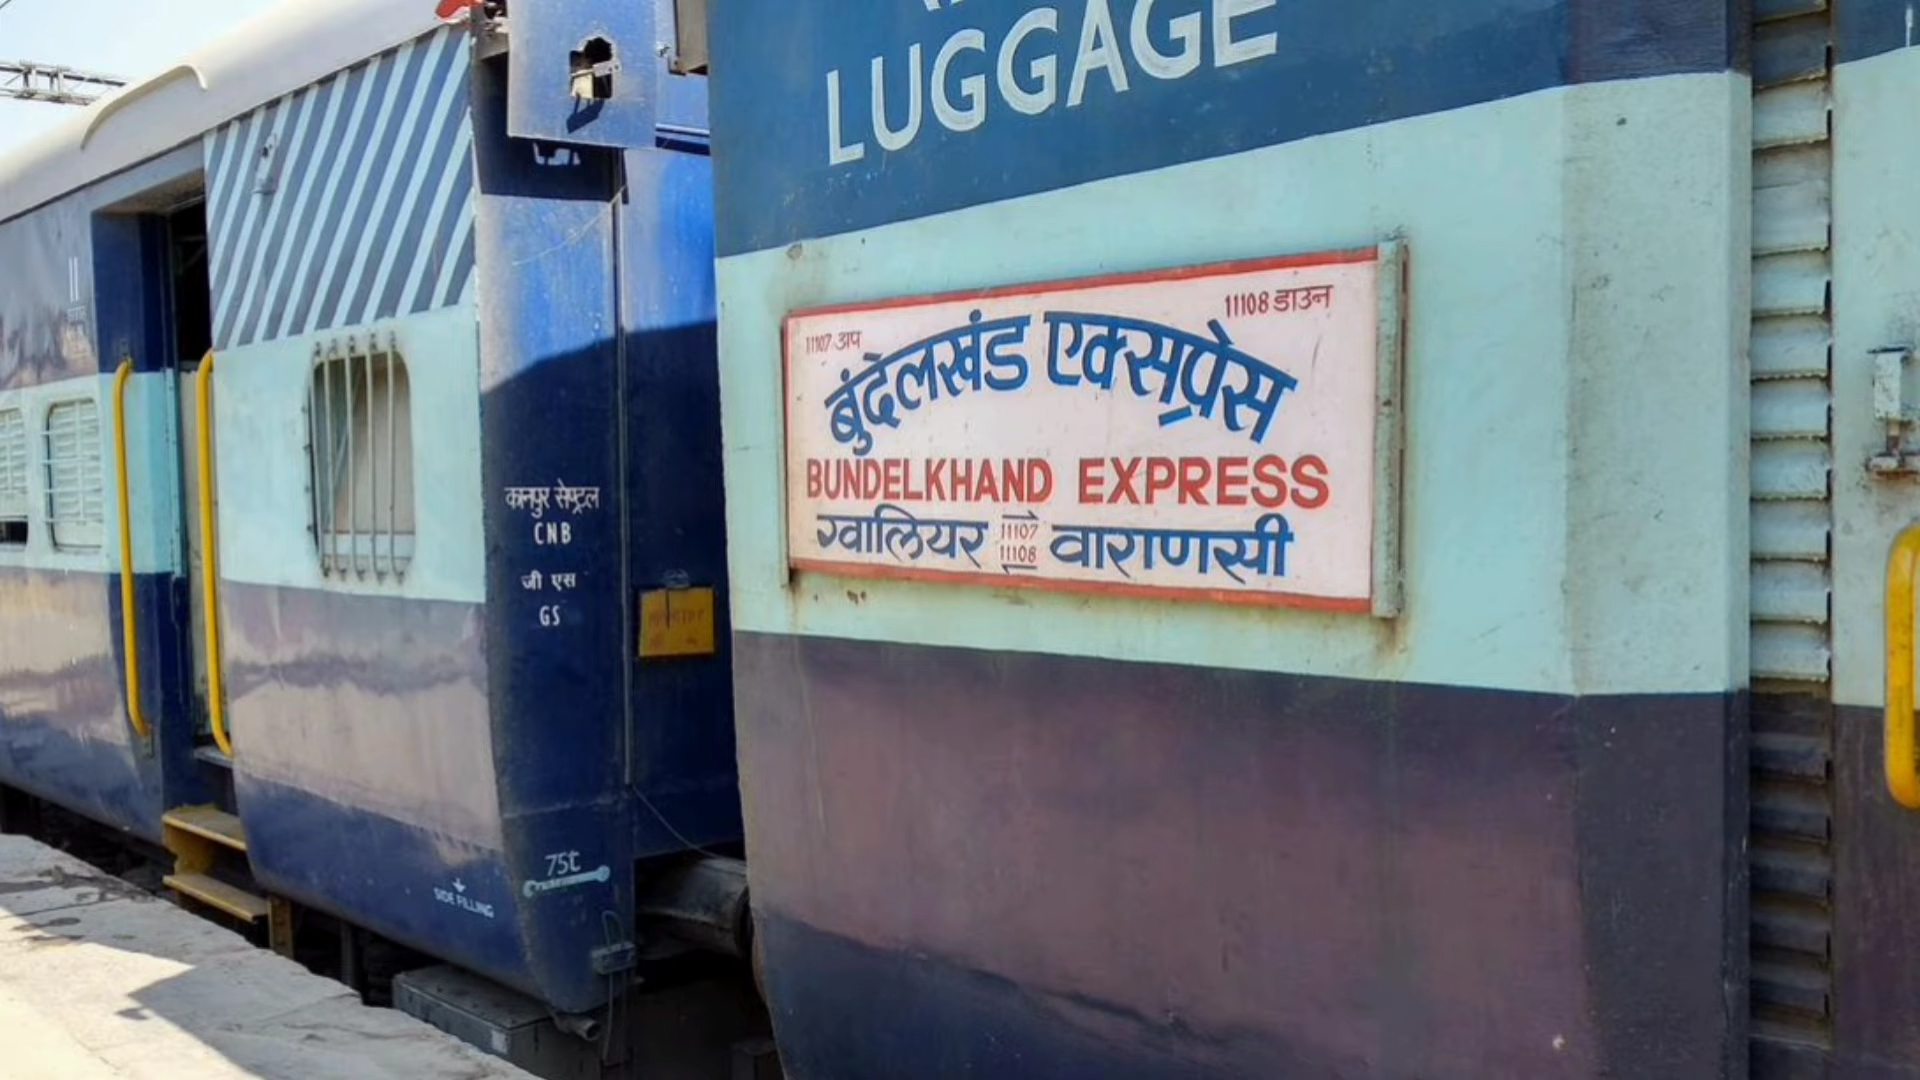 LUGGAGE
11107 अप
11108 डाउन
बुंदेलखंड एक्सप्रेस
BUNDELKHAND EXPRESS
ग्वालियर 11107 वाराणसी
11108
कानपुर सेण्ट्रल
CNB
जी एस
GS
75t
SIDE FILLING